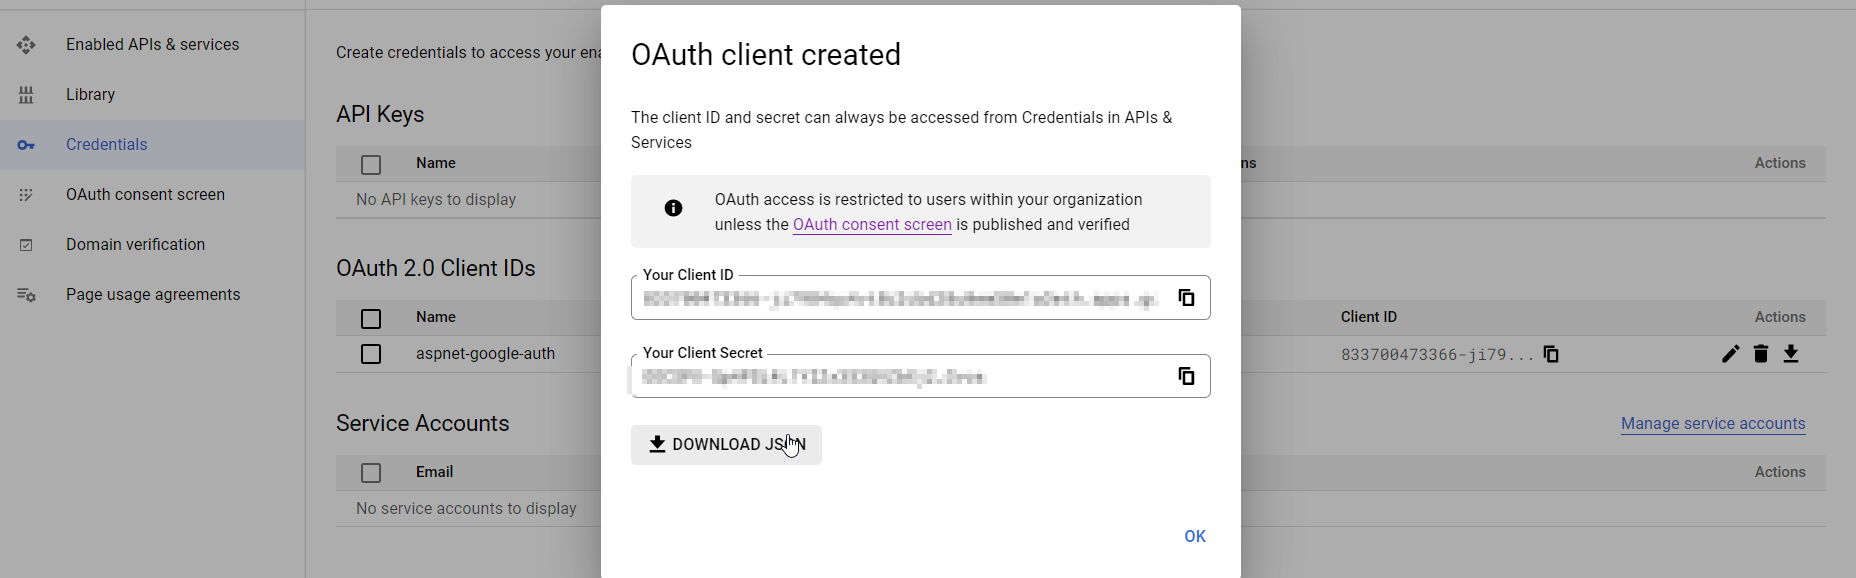 Enabled APIs & services
Library
Credentials
OAuth consent screen
Domain verification
Page usage agreements
Create credentials to access your ena
API Keys
Name
ns
Actions
No API keys to display
OAuth 2.0 Client IDs
Name
Client ID
Actions
aspnet-google-auth
833700473366-ji79...
Service Accounts
Manage service accounts
Email
Actions
No service accounts to display
OAuth client created
The client ID and secret can always be accessed from Credentials in APIs &
Services
OAuth access is restricted to users within your organization
unless the OAuth consent screen is published and verified
Your Client ID
Your Client Secret
DOWNLOAD JSON
OK